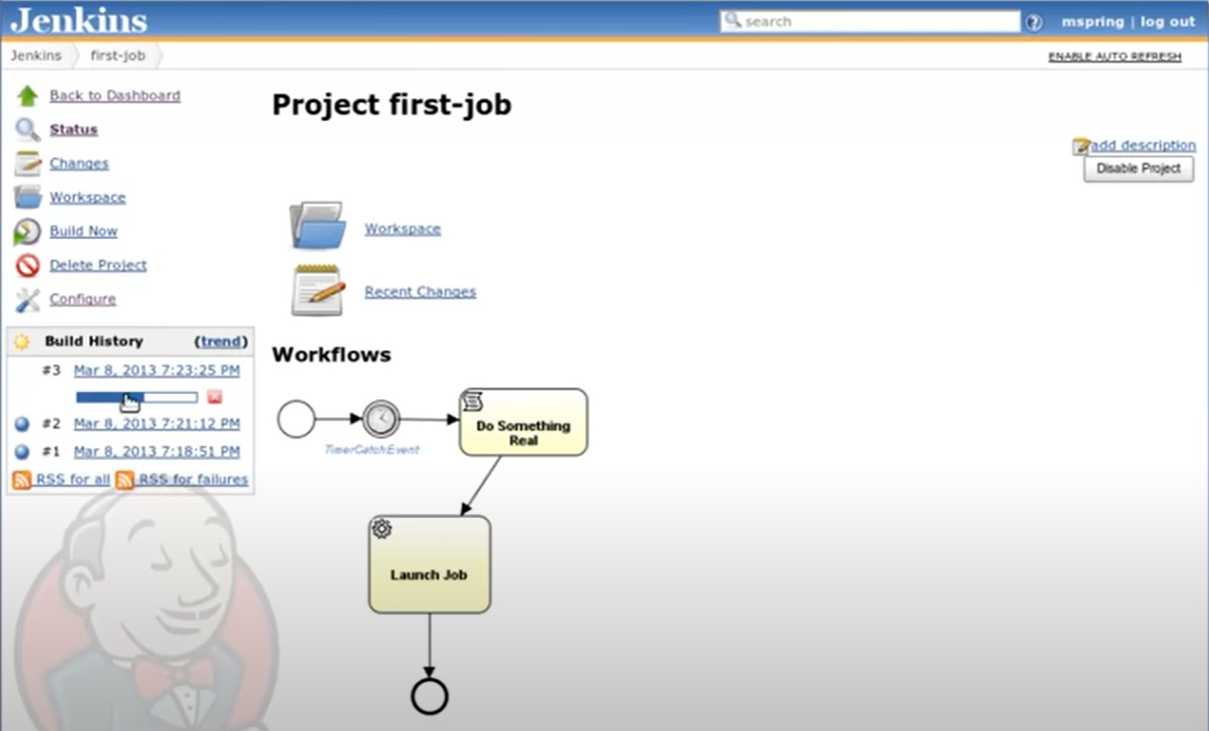 Jenkins
search
mspring | log out
Jenkins
first-job
ENABLE AUTO REFRESH
Back to Dashboard
Status
Changes
Workspace
Build Now
Delete Project
Configure
Build History (trend)
#3 Mar 8, 2013 7:23:25 PM
#2 Mar 8, 2013 7:21:12 PM
#1 Mar 8, 2013 7:18:51 PM
RSS for all RSS for failures
Project first-job
add description
Disable Project
Workspace
Recent Changes
Workflows
TimerCatchEvent
Do Something
Real
Launch Job